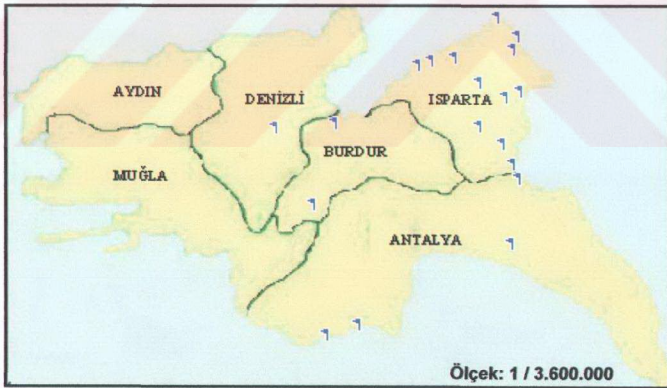 AYDIN
DENİZLİ
ISPARTA
BURDUR
MUĞLA
ANTALYA
Ölçek: 1 / 3.600.000